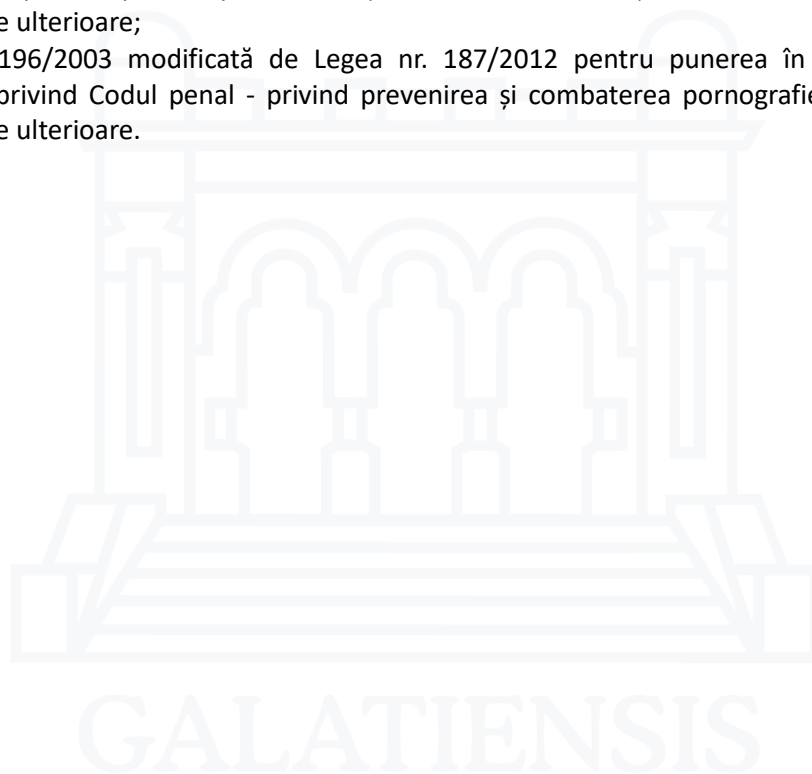 e ulterioare;
196/2003 modificată de Legea nr. 187/2012 pentru punerea în
privind Codul penal - privind prevenirea și combaterea pornografie
e ulterioare.
GALATIENSIS